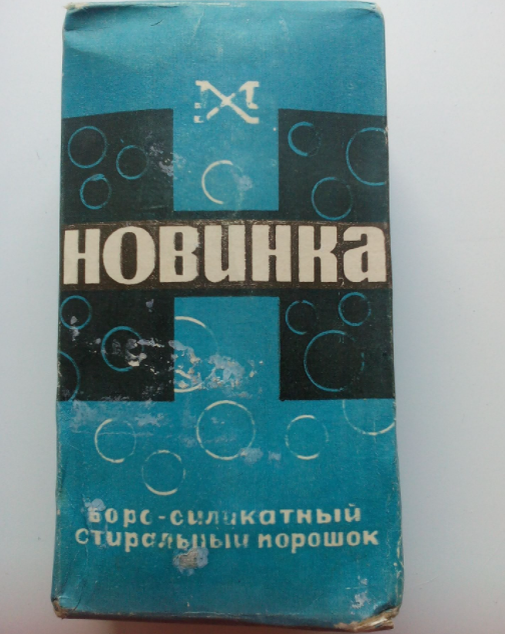 НОВИНКА
боро-силикатный
стиральный порошок